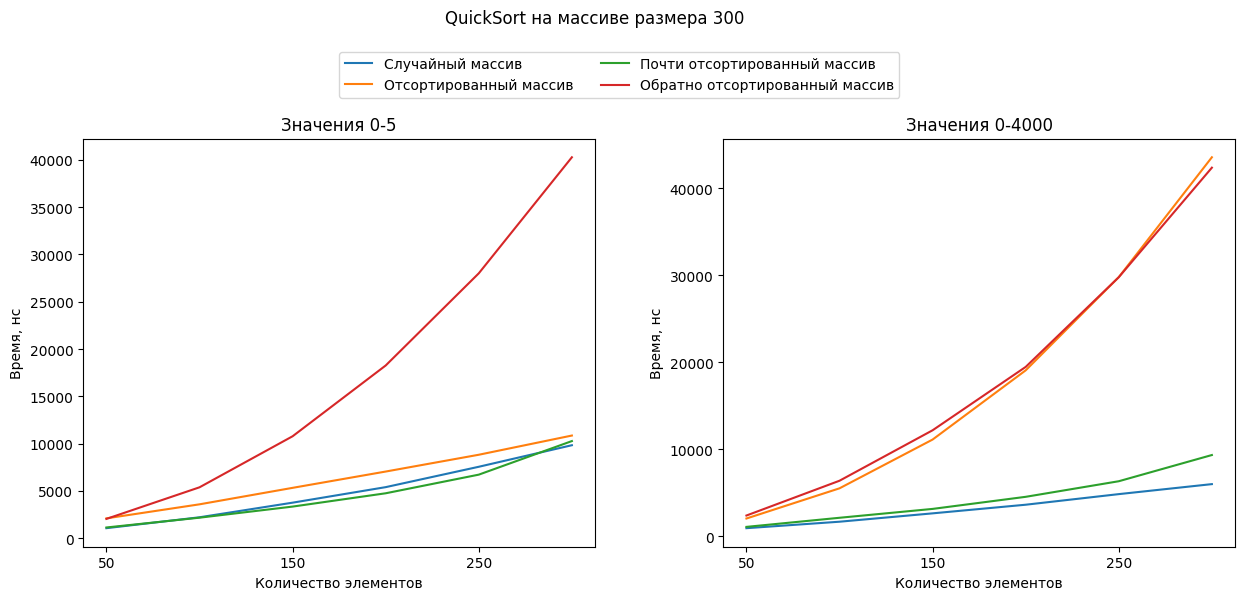 QuickSort на массиве размера 300
Случайный массив
Отсортированный массив
Почти отсортированный массив
Обратно отсортированный массив
Значения 0-5
40000
35000
30000
25000
20000
15000
10000
5000
0
Время, нс
50
150
250
Количество элементов
Значения 0-4000
40000
30000
20000
10000
0
Время, нс
50
150
250
Количество элементов